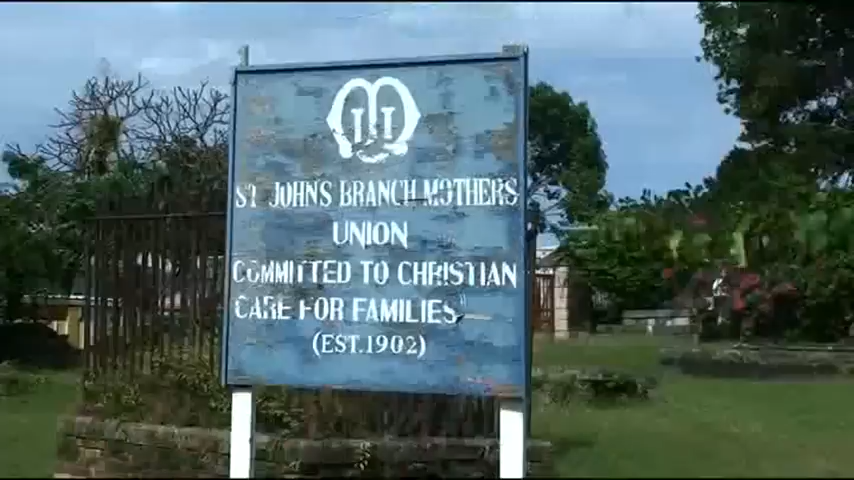 ST JOHNS BRANCH MOTHERS
UNION
COMMITTED TO CHRISTIAN
CARE FOR FAMILIES"
(EST.1902)